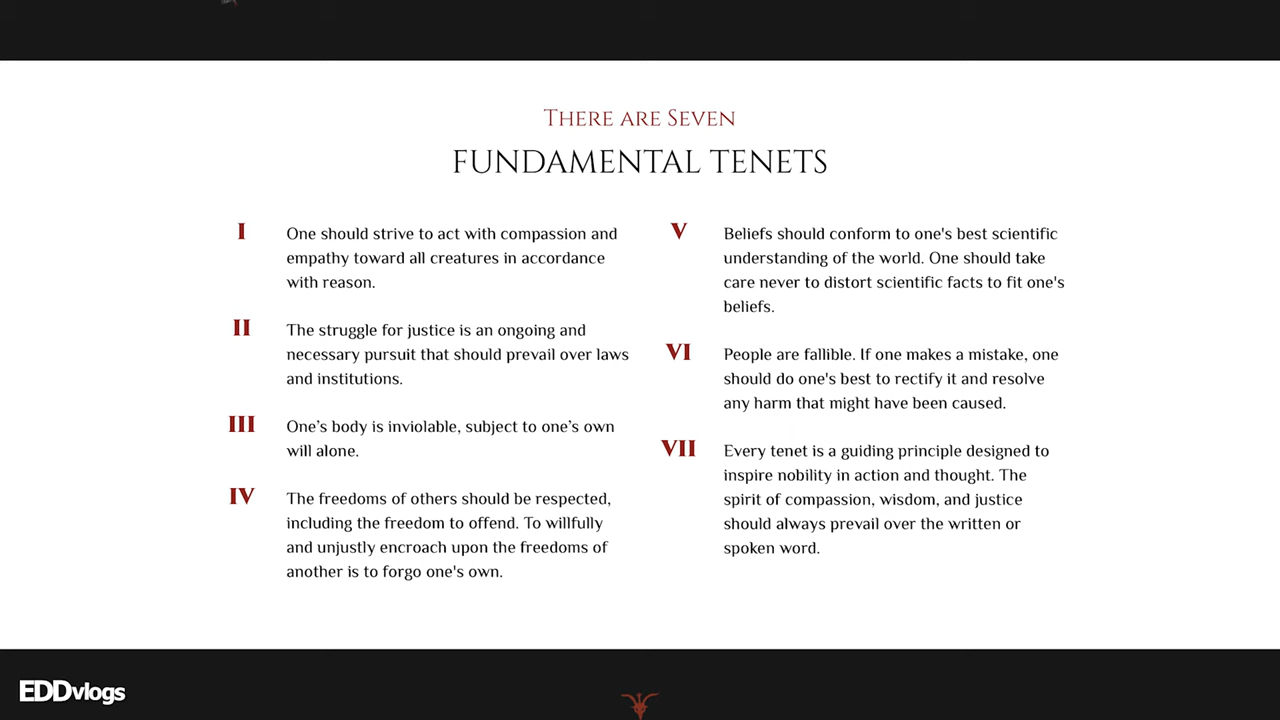 There are Seven
FUNDAMENTAL TENETS
I
One should strive to act with compassion and
empathy toward all creatures in accordance
with reason.
II
The struggle for justice is an ongoing and
necessary pursuit that should prevail over laws
and institutions.
III
One’s body is inviolable, subject to one’s own
will alone.
IV
The freedoms of others should be respected,
including the freedom to offend. To willfully
and unjustly encroach upon the freedoms of
another is to forgo one's own.
V
Beliefs should conform to one's best scientific
understanding of the world. One should take
care never to distort scientific facts to fit one's
beliefs.
VI
People are fallible. If one makes a mistake, one
should do one's best to rectify it and resolve
any harm that might have been caused.
VII
Every tenet is a guiding principle designed to
inspire nobility in action and thought. The
spirit of compassion, wisdom, and justice
should always prevail over the written or
spoken word.
EDDvlogs